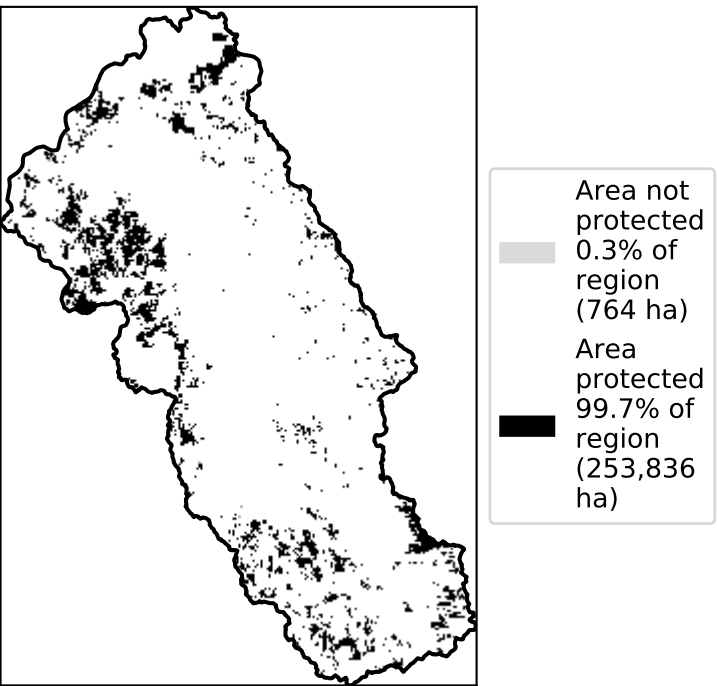 Area not
protected
0.3% of
region
(764 ha)
Area
protected
99.7% of
region
(253,836
ha)